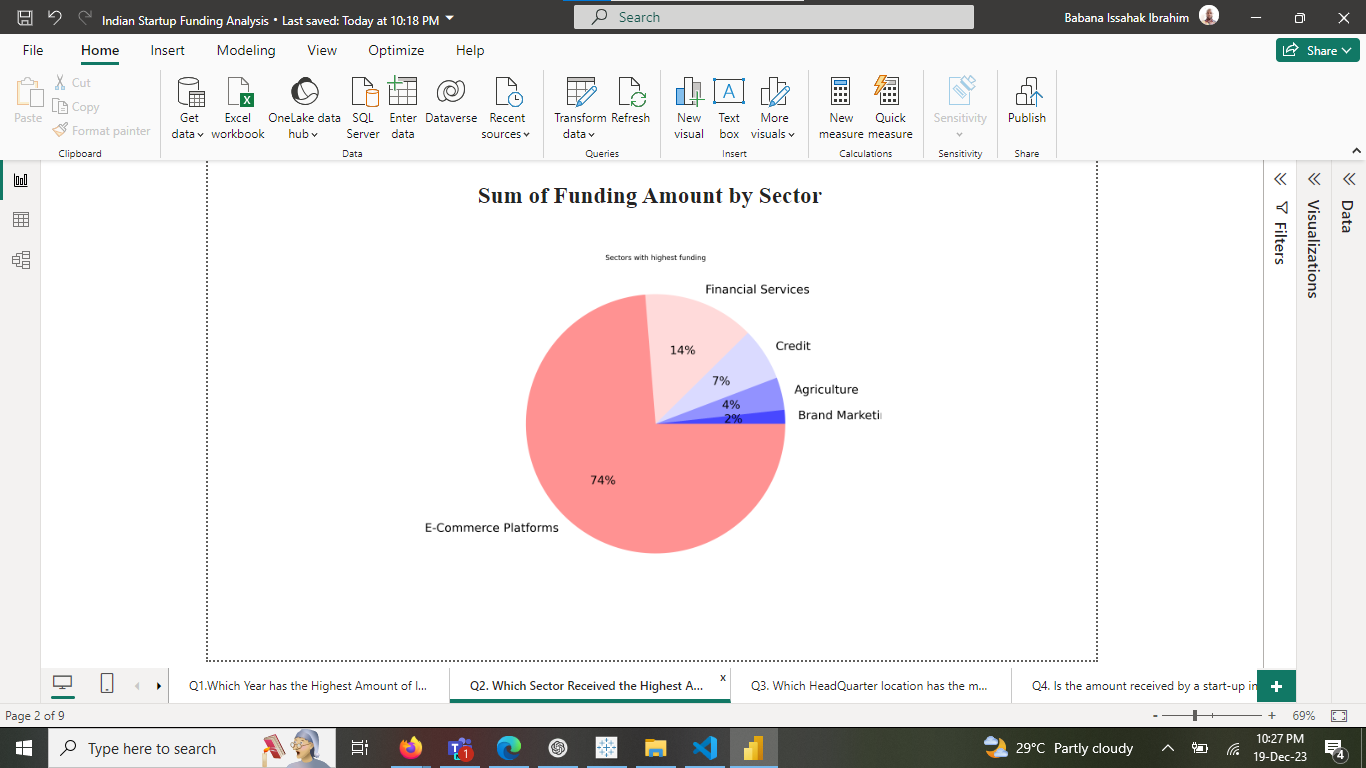 Indian Startup Funding Analysis • Last saved: Today at 10:18 PM
Search
Babana Issahak Ibrahim
File Home Insert Modeling View Optimize Help
Share
Paste
Cut
Copy
Format painter
Clipboard
Get data
Excel workbook
OneLake data hub
SQL Server
Enter data
Dataverse
Recent sources
Data
Transform data
Refresh
Queries
New visual
Text box
More visuals
Insert
New measure
Quick measure
Calculations
Sensitivity
Sensitivity
Publish
Share
Sum of Funding Amount by Sector
Sectors with highest funding
Financial Services
14%
Credit
7%
Agriculture
4%
Brand Marketi
2%
74%
E-Commerce Platforms
Filters
Visualizations
Data
Q1.Which Year has the Highest Amount of I...
Q2. Which Sector Received the Highest A...
x
Q3. Which HeadQuarter location has the m...
Q4. Is the amount received by a start-up in
Page 2 of 9
- + 69%
Type here to search
1
29°C Partly cloudy
10:27 PM
19-Dec-23
4